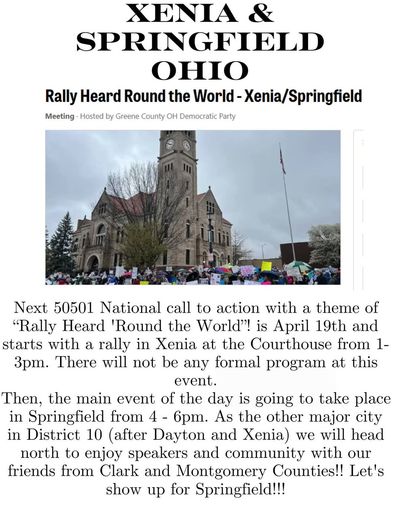 XENIA &
SPRINGFIELD
OHIO
Rally Heard Round the World - Xenia/Springfield
Meeting · Hosted by Greene County OH Democratic Party
Next 50501 National call to action with a theme of
“Rally Heard 'Round the World”! is April 19th and
starts with a rally in Xenia at the Courthouse from 1-
3pm. There will not be any formal program at this
event.
Then, the main event of the day is going to take place
in Springfield from 4 - 6pm. As the other major city
in District 10 (after Dayton and Xenia) we will head
north to enjoy speakers and community with our
friends from Clark and Montgomery Counties!! Let's
show up for Springfield!!!